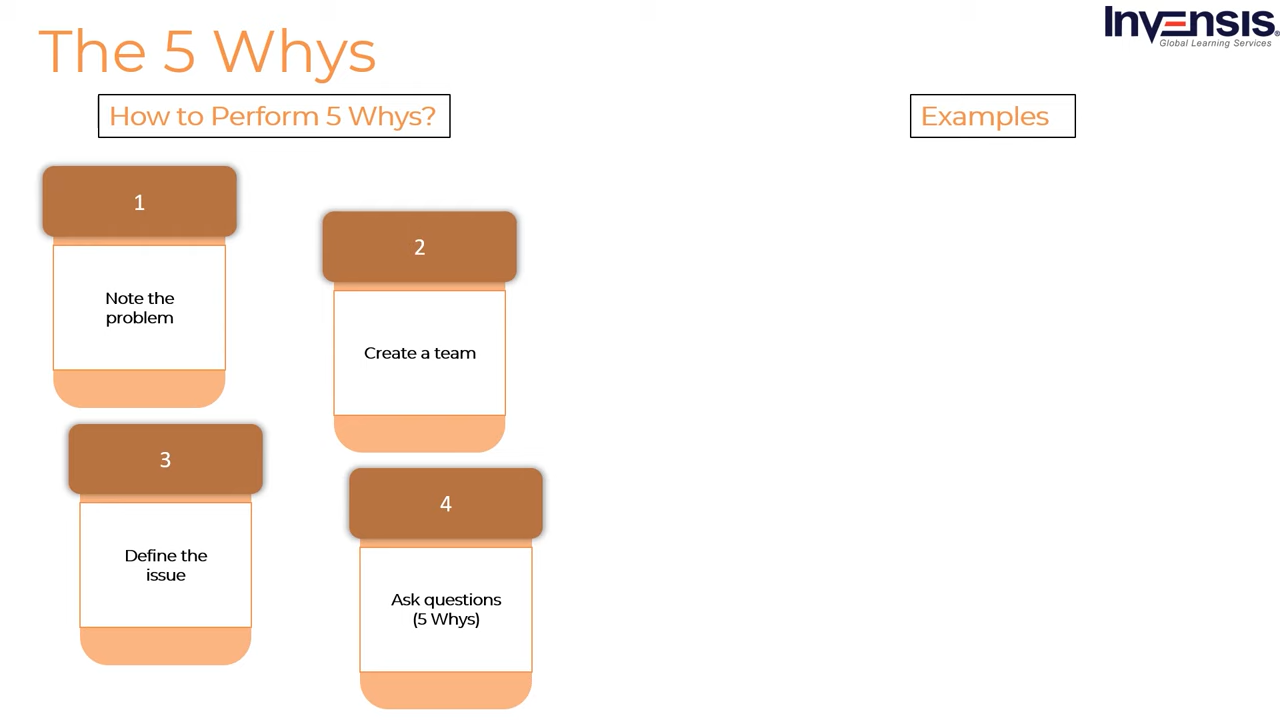 The 5 Whys
Invensis
Global Learning Services
How to Perform 5 Whys?
Examples
1
Note the
problem
2
Create a team
3
Define the
issue
4
Ask questions
(5 Whys)